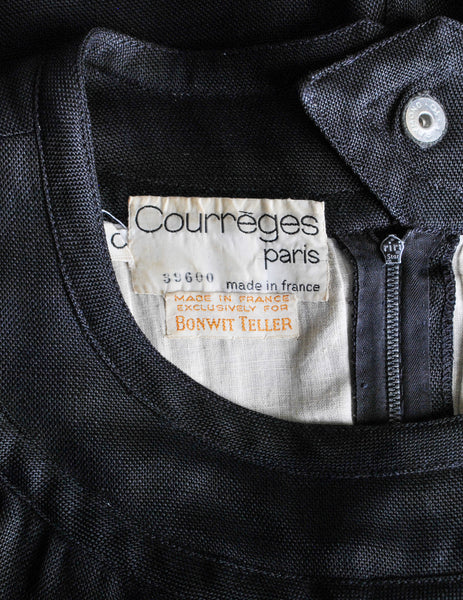 Courrèges
paris
39600 made in france
MADE IN FRANCE
EXCLUSIVELY FOR
BONWIT TELLER